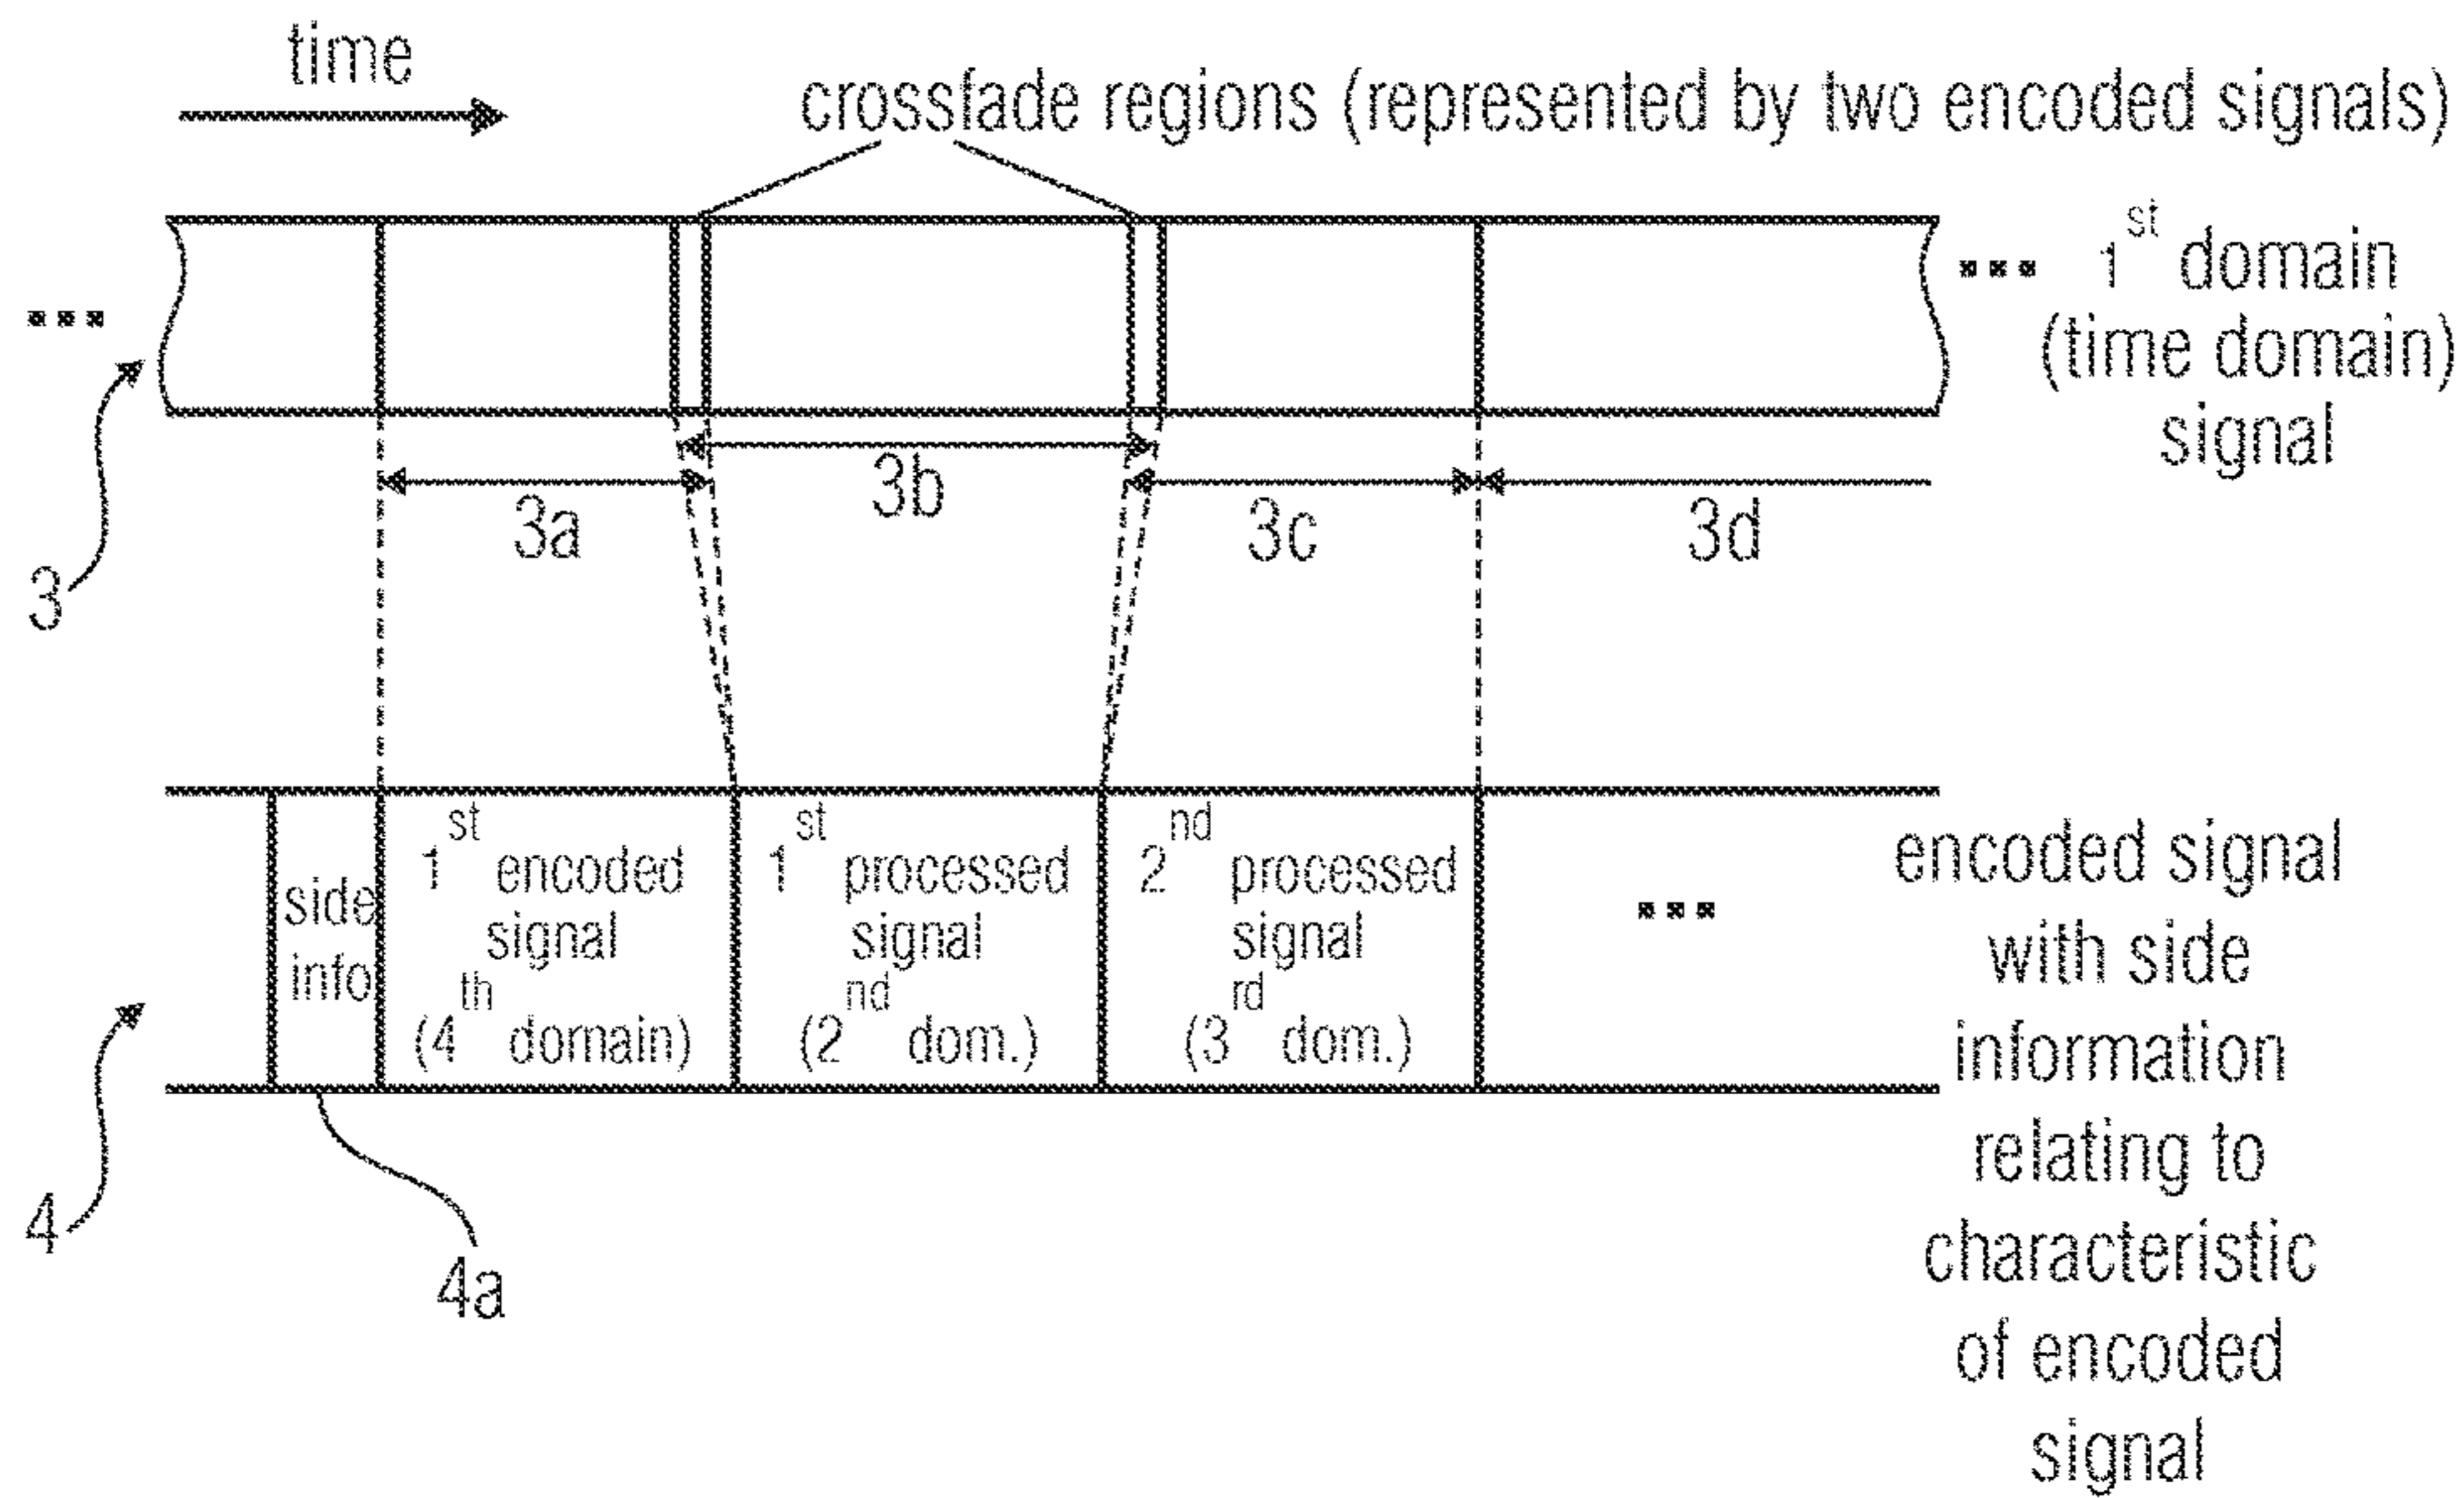 time
crossfade regions (represented by two encoded signals)
... 1st domain
(time domain)
signal
...
3a
3b
3c
3d
3
side
info
1st encoded
signal
(4th domain)
1st processed
signal
(2nd dom.)
2nd processed
signal
(3rd dom.)
...
encoded signal
with side
information
relating to
characteristic
of encoded
signal
4
4a